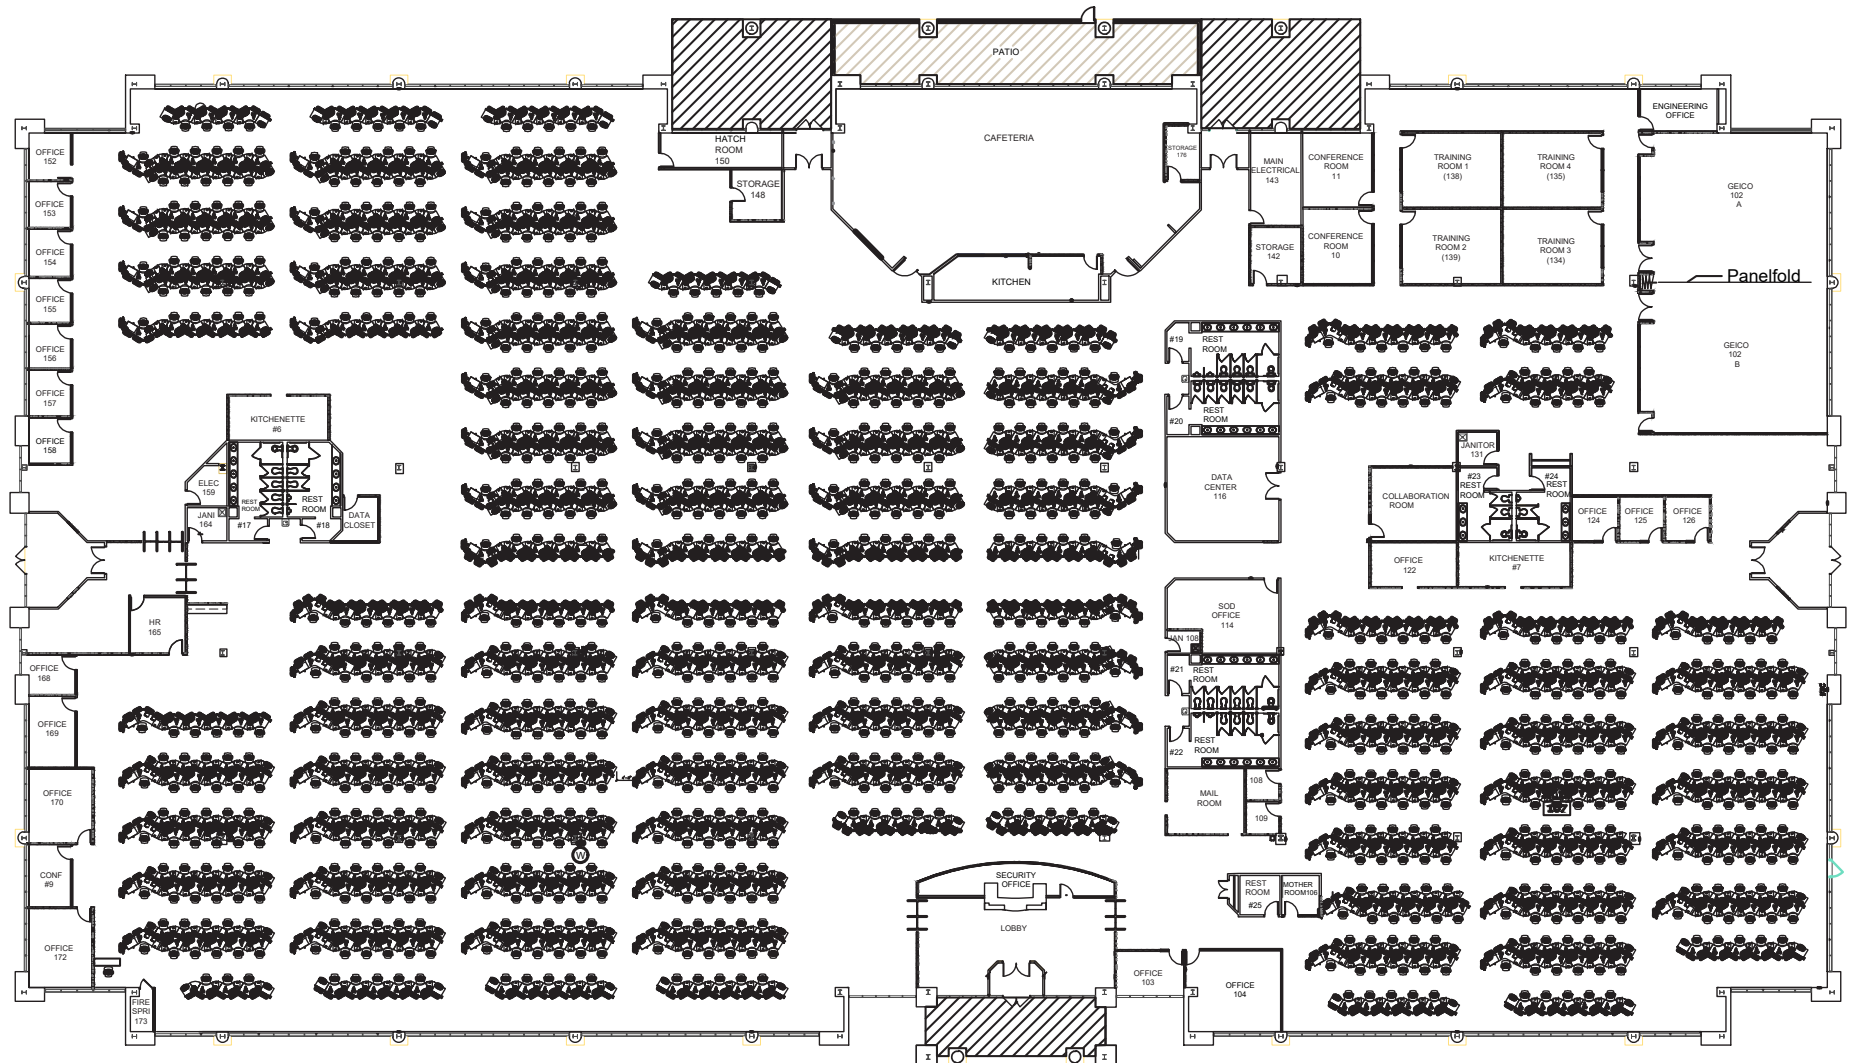 PATIO
ENGINEERING
OFFICE
HATCH
ROOM
150
CAFETERIA
STORAGE
176
STORAGE
148
MAIN
ELECTRICAL
143
CONFERENCE
ROOM
11
TRAINING
ROOM 1
(138)
TRAINING
ROOM 4
(135)
GEICO
102
A
OFFICE
152
OFFICE
153
OFFICE
154
OFFICE
155
OFFICE
156
OFFICE
157
OFFICE
158
STORAGE
142
CONFERENCE
ROOM
10
TRAINING
ROOM 2
(139)
TRAINING
ROOM 3
(134)
Panelfold
KITCHEN
GEICO
102
B
#19
REST
ROOM
REST
ROOM
#20
KITCHENETTE
#6
ELEC
159
JANI
164
REST
ROOM
#17
REST
ROOM
#18
DATA
CLOSET
DATA
CENTER
116
JANITOR
131
COLLABORATION
ROOM
#23
REST
ROOM
#24
REST
ROOM
OFFICE
124
OFFICE
125
OFFICE
126
OFFICE
122
KITCHENETTE
#7
HR
165
SOD
OFFICE
114
JAN 108
OFFICE
168
OFFICE
169
OFFICE
170
CONF
#9
OFFICE
172
#21
REST
ROOM
REST
ROOM
#22
MAIL
ROOM
108
109
W
SECURITY
OFFICE
LOBBY
REST
ROOM
#25
MOTHER
ROOM106
OFFICE
103
OFFICE
104
FIRE
SPRI
173